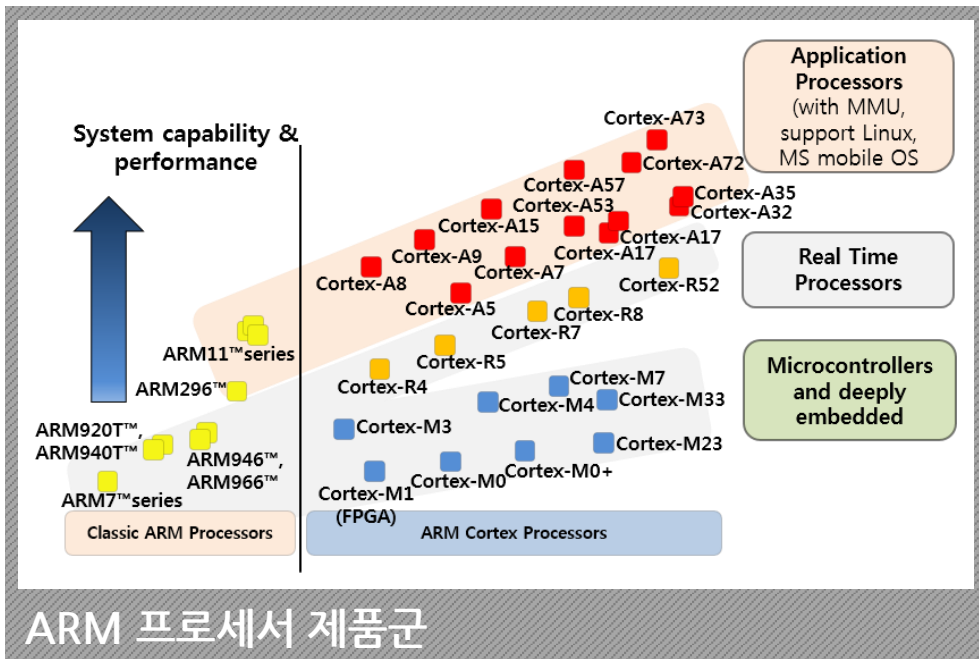 System capability &
performance
Application
Processors
(with MMU,
support Linux,
MS mobile OS
Cortex-A73
Cortex-A72
Cortex-A57
Cortex-A35
Cortex-A53
Cortex-A32
Cortex-A15
Cortex-A17
Cortex-A17
Cortex-A9
Cortex-A7
Cortex-A8
Real Time
Processors
Cortex-R52
Cortex-A5
Cortex-R8
Cortex-R7
ARM11™series
Cortex-R5
Microcontrollers
and deeply
embedded
Cortex-R4
Cortex-M7
ARM296™
Cortex-M4
Cortex-M33
ARM920T™,
ARM940T™
Cortex-M3
Cortex-M23
ARM946™,
ARM966™
Cortex-M0+
Cortex-M0
ARM7™series
Cortex-M1
(FPGA)
Classic ARM Processors
ARM Cortex Processors
ARM 프로세서 제품군